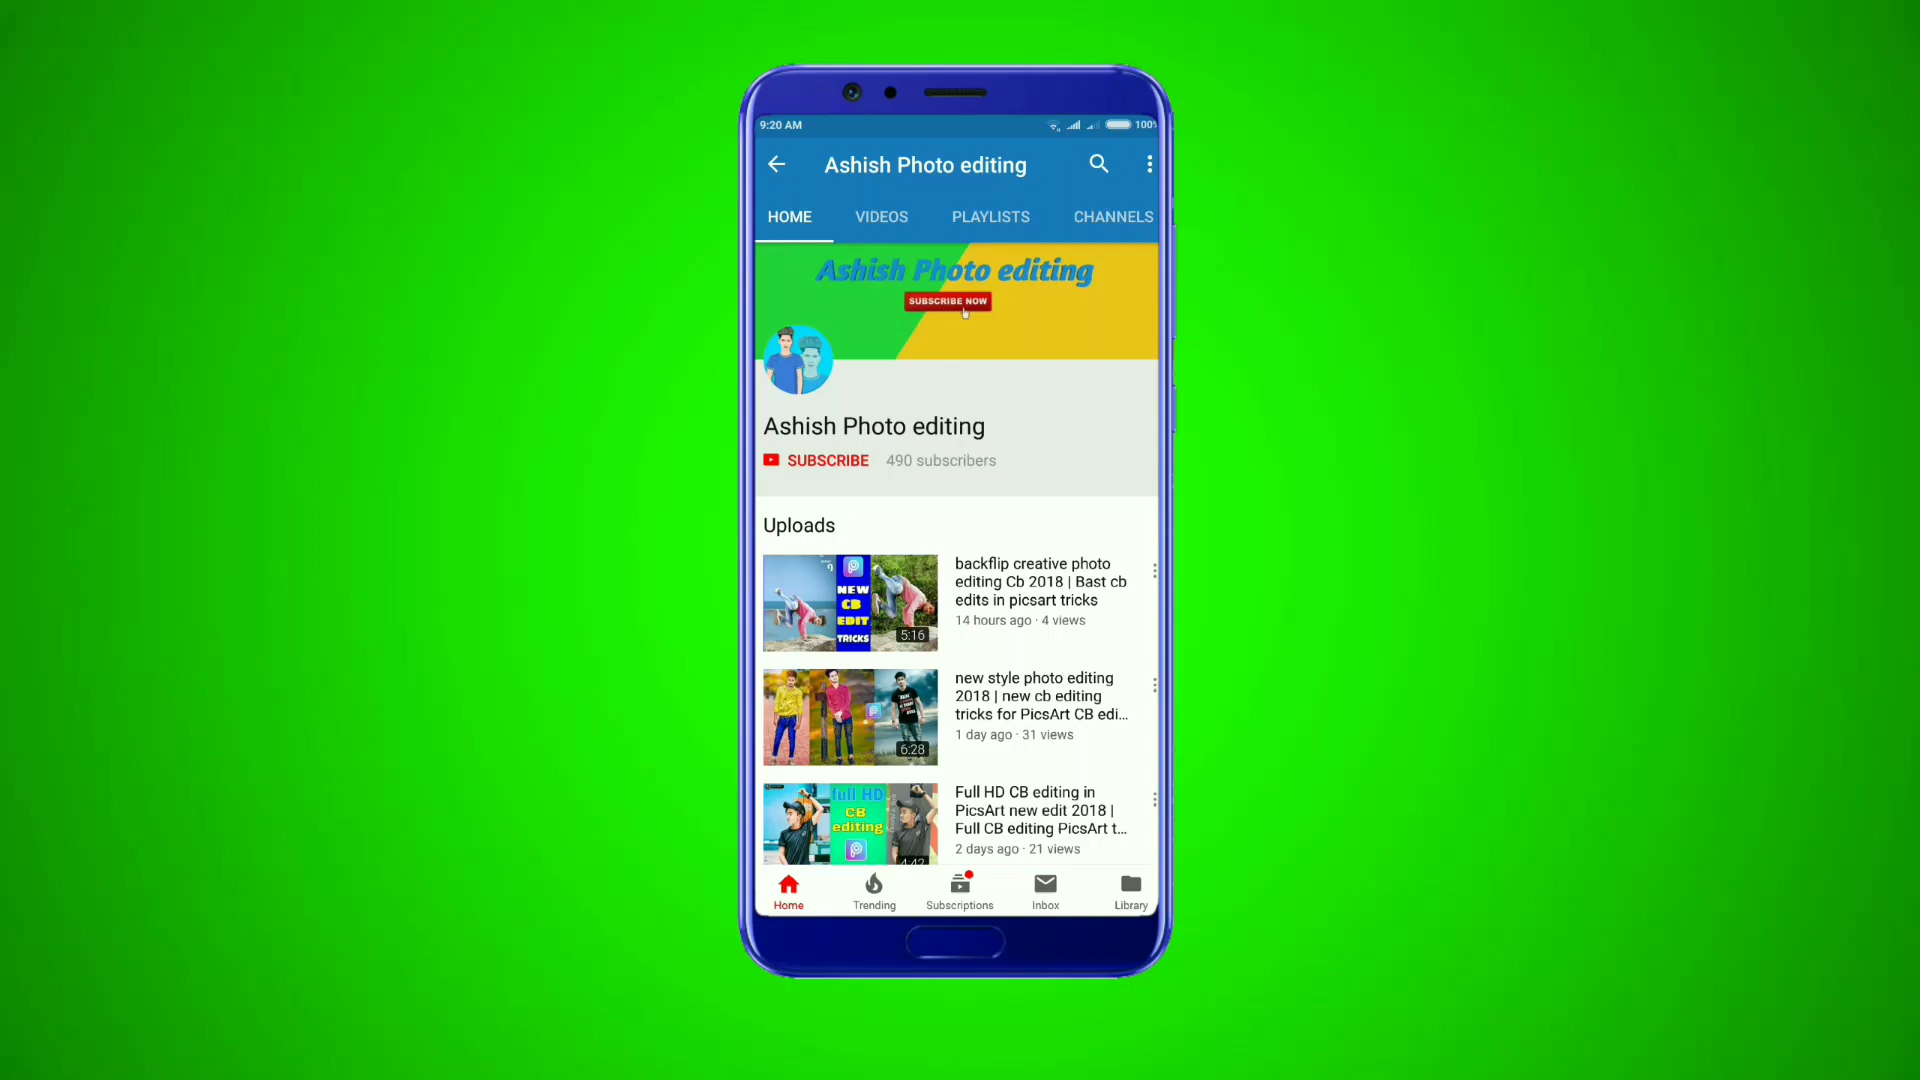 9:20 AM
100%
Ashish Photo editing
HOME VIDEOS PLAYLISTS CHANNELS
Ashish Photo editing
SUBSCRIBE NOW
Ashish Photo editing
SUBSCRIBE 490 subscribers
Uploads
NEW
CB
EDIT
TRICKS
5:16
backflip creative photo
editing Cb 2018 | Bast cb
edits in picsart tricks
14 hours ago · 4 views
6:28
new style photo editing
2018 | new cb editing
tricks for PicsArt CB edi...
1 day ago · 31 views
full HD
CB
editing
4:42
Full HD CB editing in
PicsArt new edit 2018 |
Full CB editing PicsArt t...
2 days ago · 21 views
Home Trending Subscriptions Inbox Library